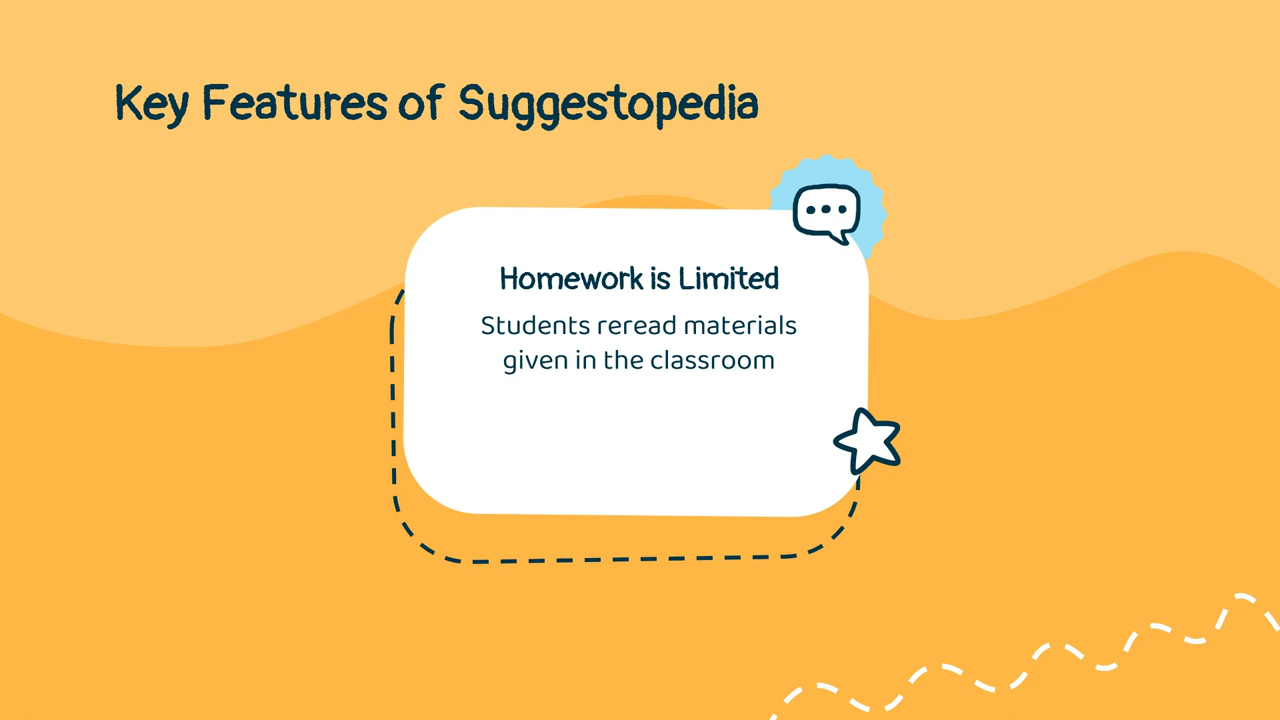 Key Features of Suggestopedia
Homework is Limited
Students reread materials
given in the classroom